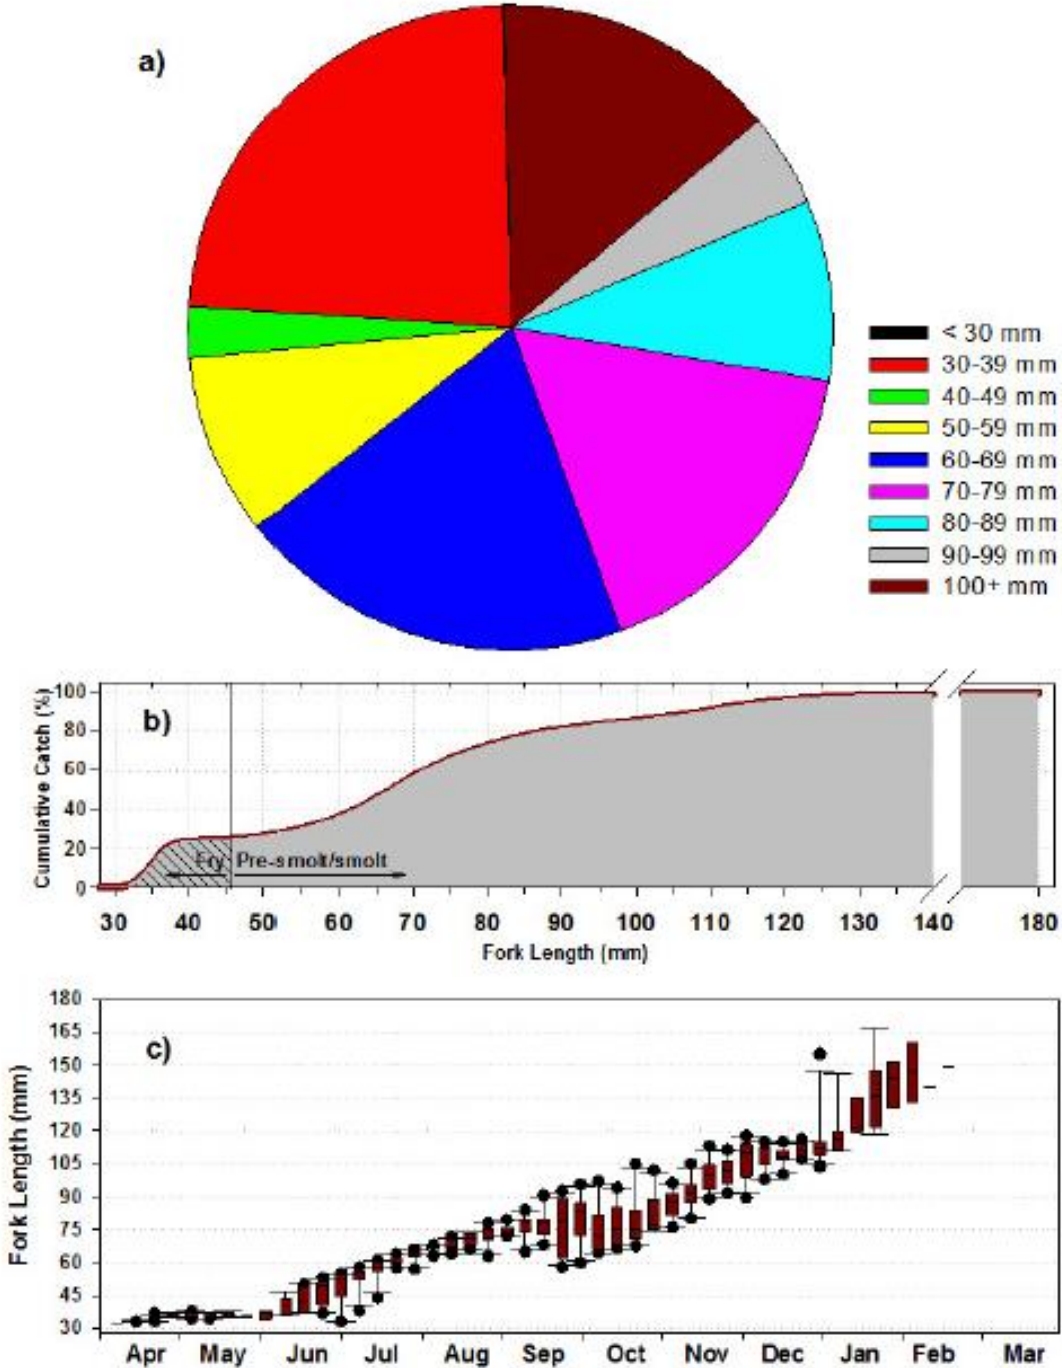 a)
< 30 mm
30-39 mm
40-49 mm
50-59 mm
60-69 mm
70-79 mm
80-89 mm
90-99 mm
100+ mm
b)
Cumulative Catch (%)
100
80
60
40
20
0
Fry Pre-smolt/smolt
30 40 50 60 70 80 90 100 110 120 130 140 180
Fork Length (mm)
c)
Fork Length (mm)
180
165
150
135
120
105
90
75
60
45
30
Apr May Jun Jul Aug Sep Oct Nov Dec Jan Feb Mar